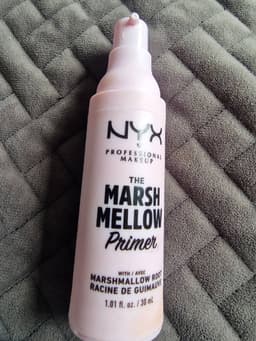 NYX
PROFESSIONAL
MAKEUP
THE
MARSH
MELLOW
Primer
WITH / AVEC
MARSHMALLOW ROOT
RACINE DE GUIMAUVE
1.01 fl. oz. / 30 mL